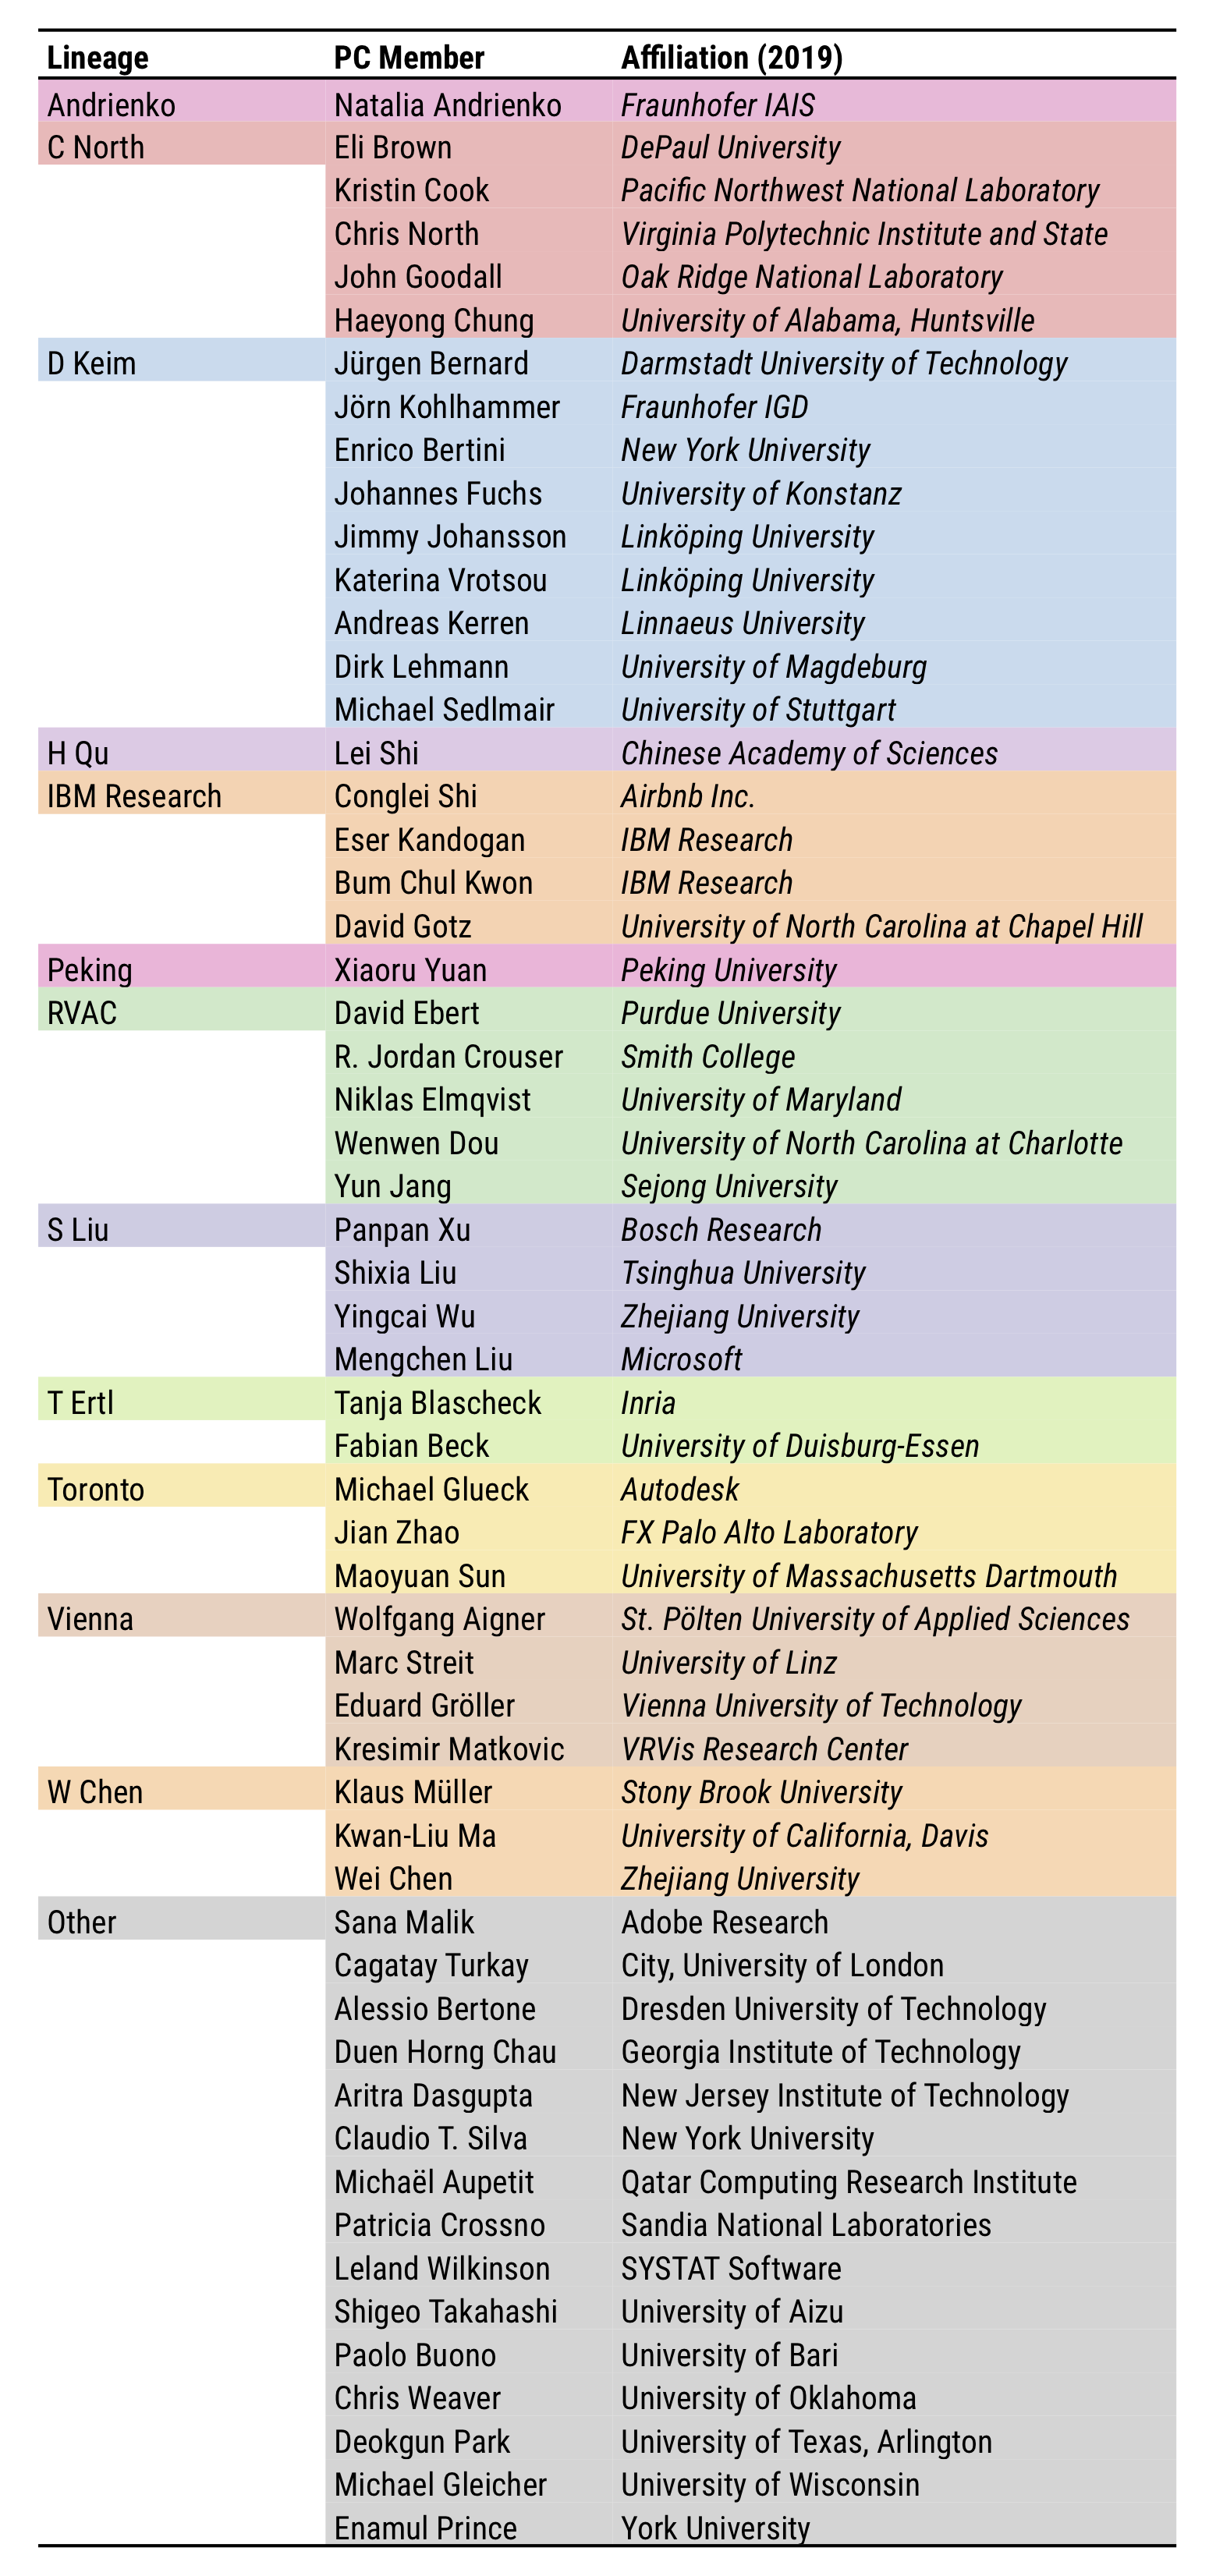 Lineage PC Member Affiliation (2019)
Andrienko Natalia Andrienko Fraunhofer IAIS
C North Eli Brown DePaul University
Kristin Cook Pacific Northwest National Laboratory
Chris North Virginia Polytechnic Institute and State
John Goodall Oak Ridge National Laboratory
Haeyong Chung University of Alabama, Huntsville
D Keim Jürgen Bernard Darmstadt University of Technology
Jörn Kohlhammer Fraunhofer IGD
Enrico Bertini New York University
Johannes Fuchs University of Konstanz
Jimmy Johansson Linköping University
Katerina Vrotsou Linköping University
Andreas Kerren Linnaeus University
Dirk Lehmann University of Magdeburg
Michael Sedlmair University of Stuttgart
H Qu Lei Shi Chinese Academy of Sciences
IBM Research Conglei Shi Airbnb Inc.
Eser Kandogan IBM Research
Bum Chul Kwon IBM Research
David Gotz University of North Carolina at Chapel Hill
Peking Xiaoru Yuan Peking University
RVAC David Ebert Purdue University
R. Jordan Crouser Smith College
Niklas Elmqvist University of Maryland
Wenwen Dou University of North Carolina at Charlotte
Yun Jang Sejong University
S Liu Panpan Xu Bosch Research
Shixia Liu Tsinghua University
Yingcai Wu Zhejiang University
Mengchen Liu Microsoft
T Ertl Tanja Blascheck Inria
Fabian Beck University of Duisburg-Essen
Toronto Michael Glueck Autodesk
Jian Zhao FX Palo Alto Laboratory
Maoyuan Sun University of Massachusetts Dartmouth
Vienna Wolfgang Aigner St. Pölten University of Applied Sciences
Marc Streit University of Linz
Eduard Gröller Vienna University of Technology
Kresimir Matkovic VRVis Research Center
W Chen Klaus Müller Stony Brook University
Kwan-Liu Ma University of California, Davis
Wei Chen Zhejiang University
Other Sana Malik Adobe Research
Cagatay Turkay City, University of London
Alessio Bertone Dresden University of Technology
Duen Horng Chau Georgia Institute of Technology
Aritra Dasgupta New Jersey Institute of Technology
Claudio T. Silva New York University
Michaël Aupetit Qatar Computing Research Institute
Patricia Crossno Sandia National Laboratories
Leland Wilkinson SYSTAT Software
Shigeo Takahashi University of Aizu
Paolo Buono University of Bari
Chris Weaver University of Oklahoma
Deokgun Park University of Texas, Arlington
Michael Gleicher University of Wisconsin
Enamul Prince York University